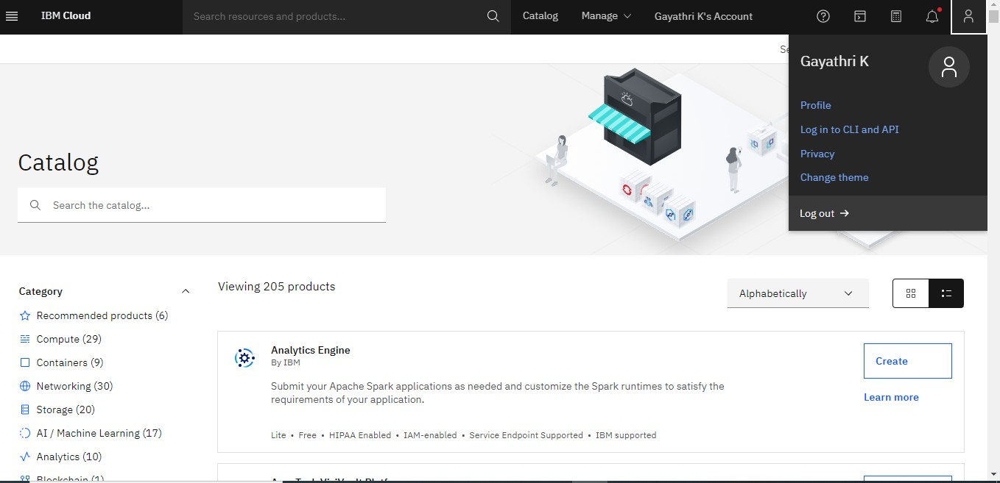 IBM Cloud
Search resources and products...
Catalog
Manage
Gayathri K's Account
Gayathri K
Profile
Log in to CLI and API
Privacy
Change theme
Log out →
Catalog
Search the catalog...
Category
Recommended products (6)
Compute (29)
Containers (9)
Networking (30)
Storage (20)
AI / Machine Learning (17)
Analytics (10)
Blockchain (1)
Viewing 205 products
Alphabetically
Analytics Engine
By IBM
Submit your Apache Spark applications as needed and customize the Spark runtimes to satisfy the
requirements of your application.
Lite • Free • HIPAA Enabled • IAM-enabled • Service Endpoint Supported • IBM supported
Create
Learn more